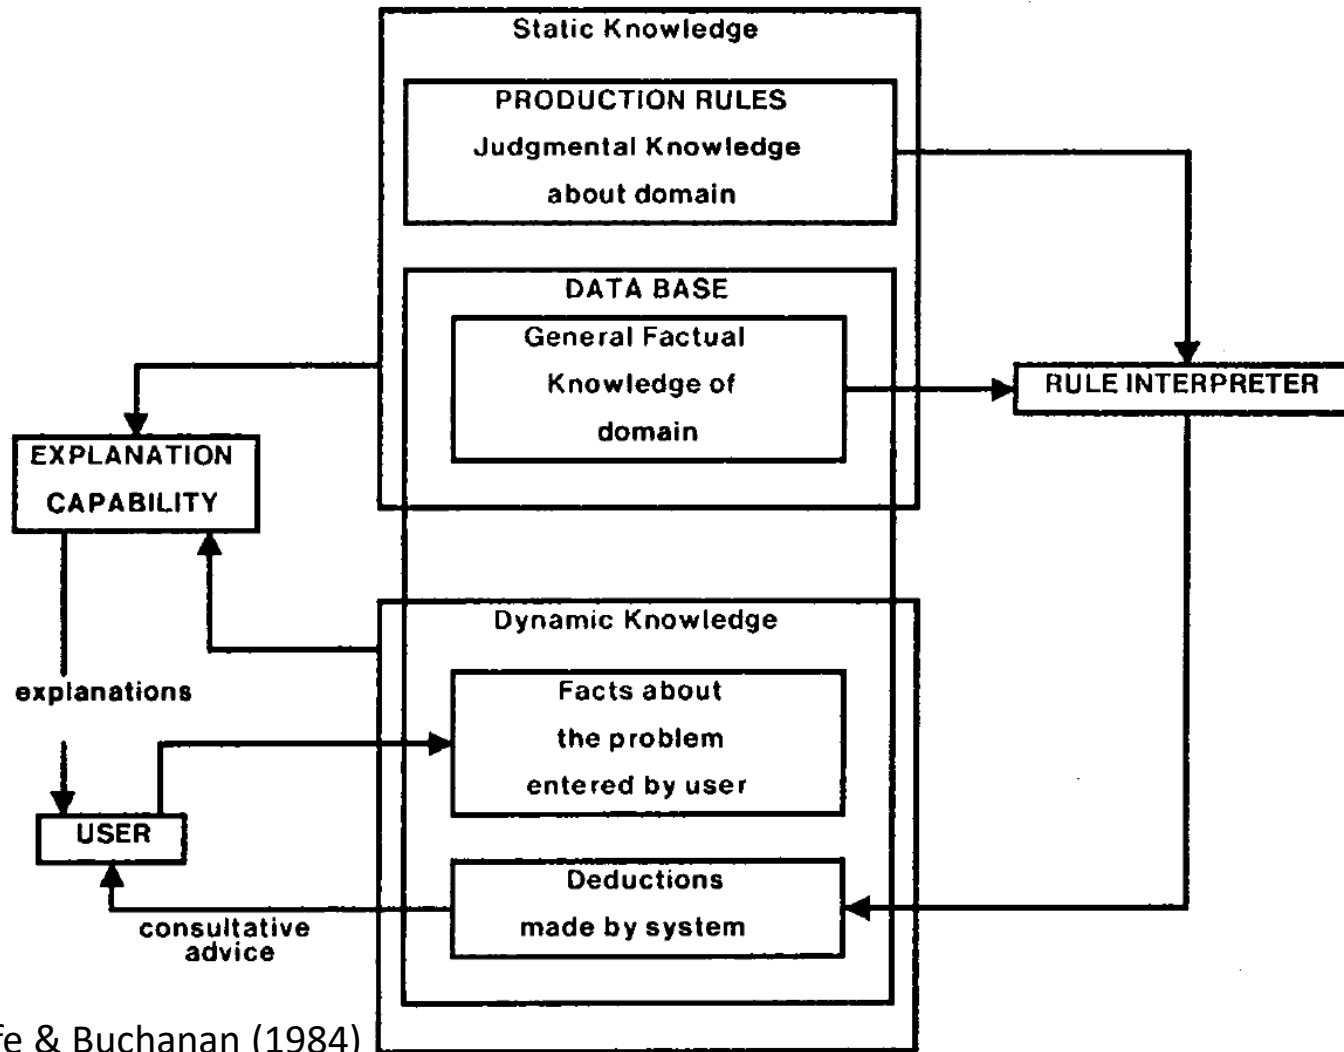 Static Knowledge
PRODUCTION RULES
Judgmental Knowledge
about domain
DATA BASE
General Factual
Knowledge of
domain
RULE INTERPRETER
EXPLANATION
CAPABILITY
Dynamic Knowledge
Facts about
the problem
entered by user
explanations
USER
Deductions
made by system
consultative
advice
& Buchanan (1984)